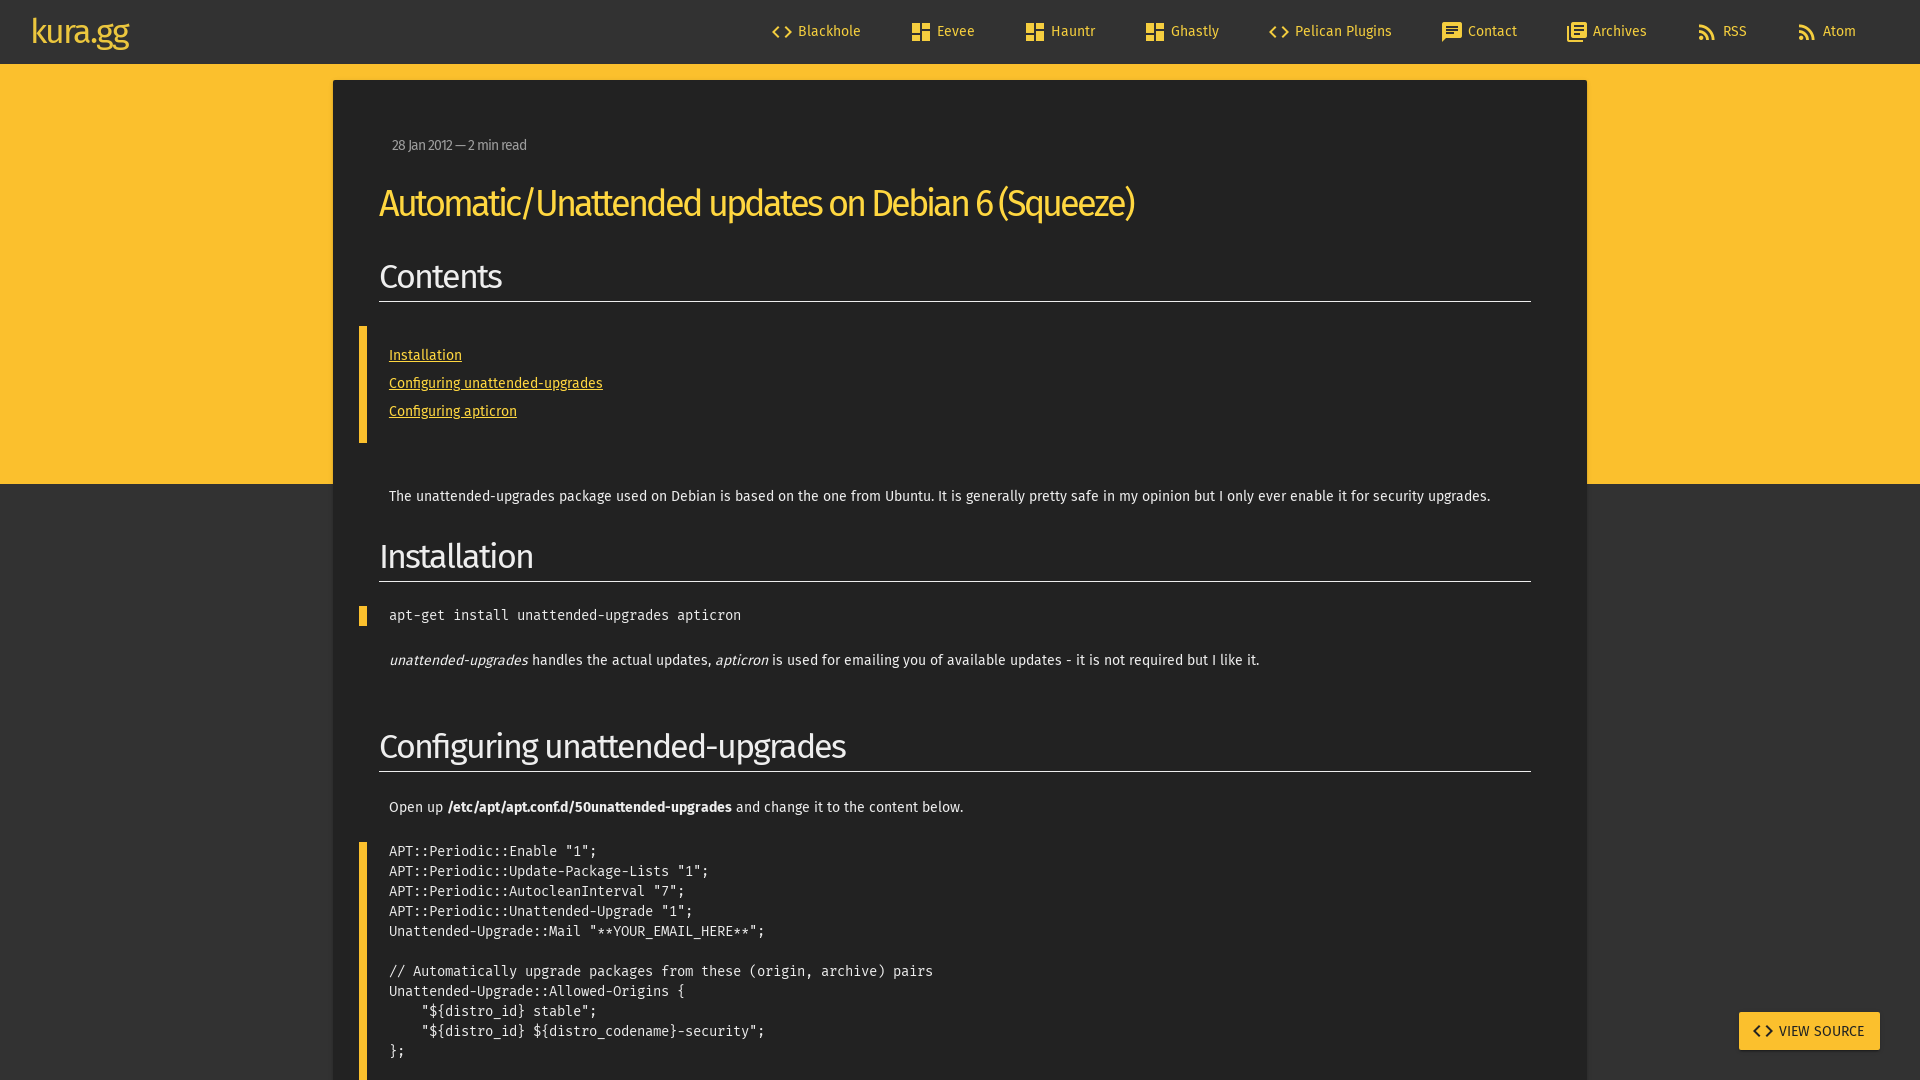 kura.gg
Blackhole
Eevee
Hauntr
Ghastly
Pelican Plugins
Contact
Archives
RSS
Atom
28 Jan 2012 — 2 min read
Automatic/Unattended updates on Debian 6 (Squeeze)
Contents
Installation
Configuring unattended-upgrades
Configuring apticron
The unattended-upgrades package used on Debian is based on the one from Ubuntu. It is generally pretty safe in my opinion but I only ever enable it for security upgrades.
Installation
apt-get install unattended-upgrades apticron
unattended-upgrades handles the actual updates, apticron is used for emailing you of available updates - it is not required but I like it.
Configuring unattended-upgrades
Open up /etc/apt/apt.conf.d/50unattended-upgrades and change it to the content below.
APT::Periodic::Enable "1";
APT::Periodic::Update-Package-Lists "1";
APT::Periodic::AutocleanInterval "7";
APT::Periodic::Unattended-Upgrade "1";
Unattended-Upgrade::Mail "**YOUR_EMAIL_HERE**";
// Automatically upgrade packages from these (origin, archive) pairs
Unattended-Upgrade::Allowed-Origins {
    "${distro_id} stable";
    "${distro_id} ${distro_codename}-security";
};
VIEW SOURCE